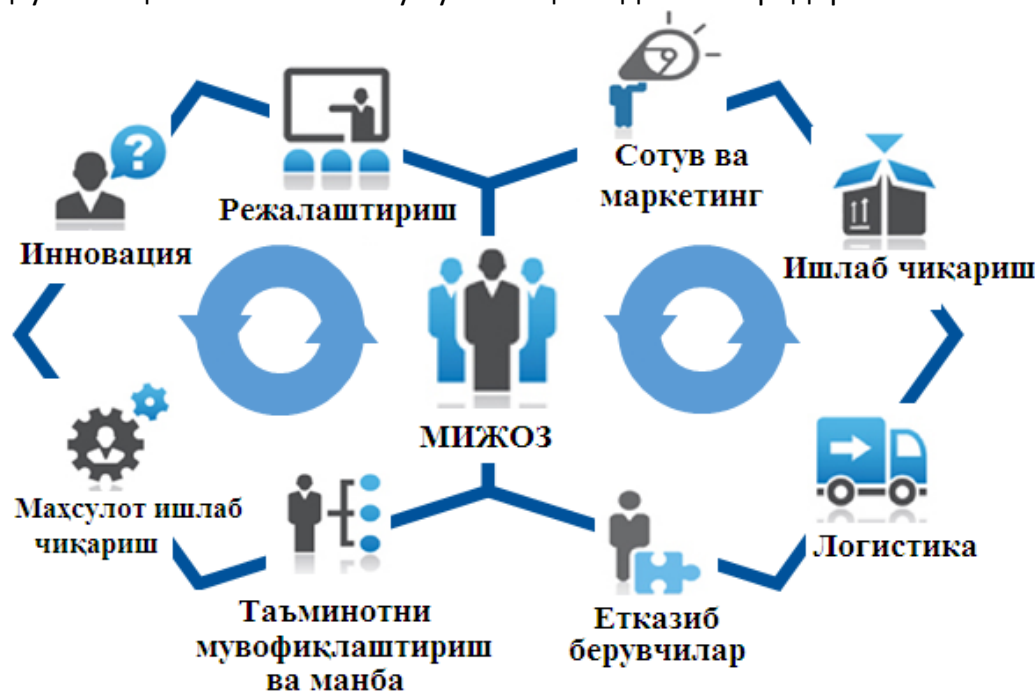 Сотув ва
маркетинг
Режалаштириш
Инновация
Ишлаб чиқариш
МИЖОЗ
Маҳсулот ишлаб
чиқариш
Логистика
Таъминотни
мувофиқлаштириш
ва манба
Етказиб
берувчилар